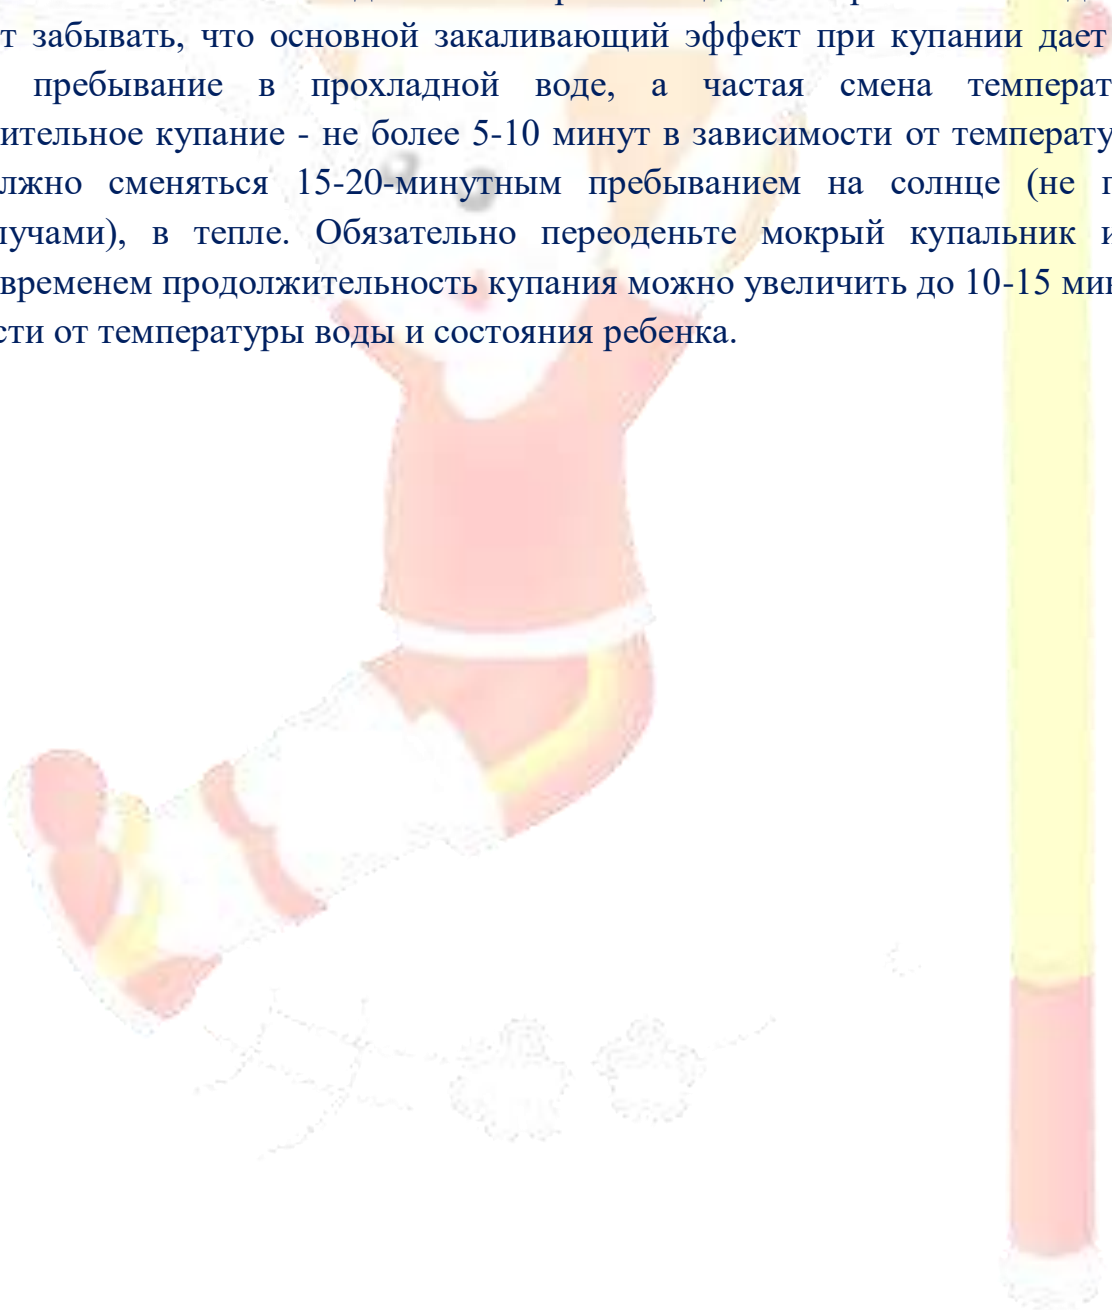 т забывать, что основной закаливающий эффект при купании дает
пребывание в прохладной воде, а частая смена температ
ительное купание - не более 5-10 минут в зависимости от температу
лжно сменяться 15-20-минутным пребыванием на солнце (не п
лучами), в тепле. Обязательно переоденьте мокрый купальник и
временем продолжительность купания можно увеличить до 10-15 мин
сти от температуры воды и состояния ребенка.